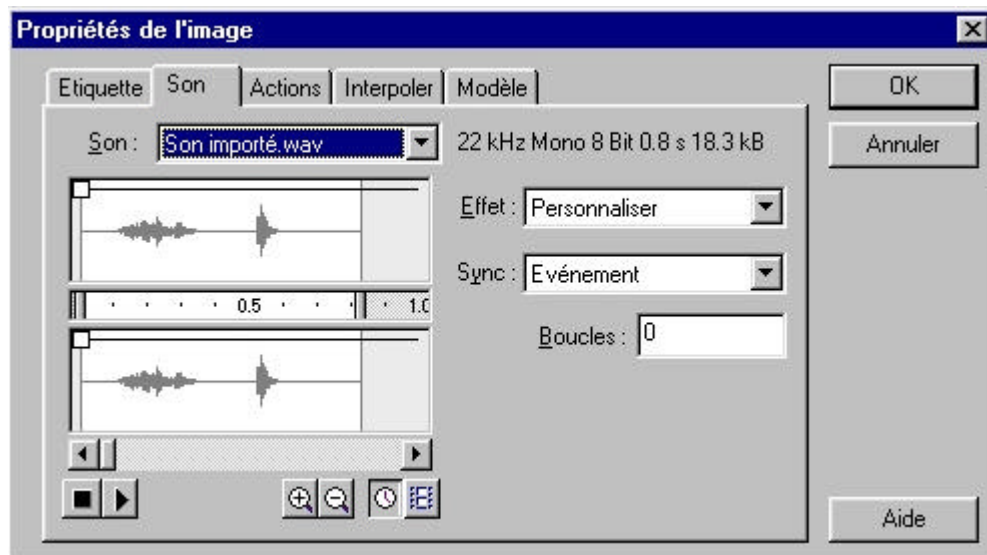 Propriétés de l'image
Etiquette Son Actions Interpoler Modèle
OK
Son : Son importé.wav 22 kHz Mono 8 Bit 0.8 s 18.3 kB
Annuler
Effet : Personnaliser
Sync : Evénement
0.5 1.0
Boucles : 0
Aide